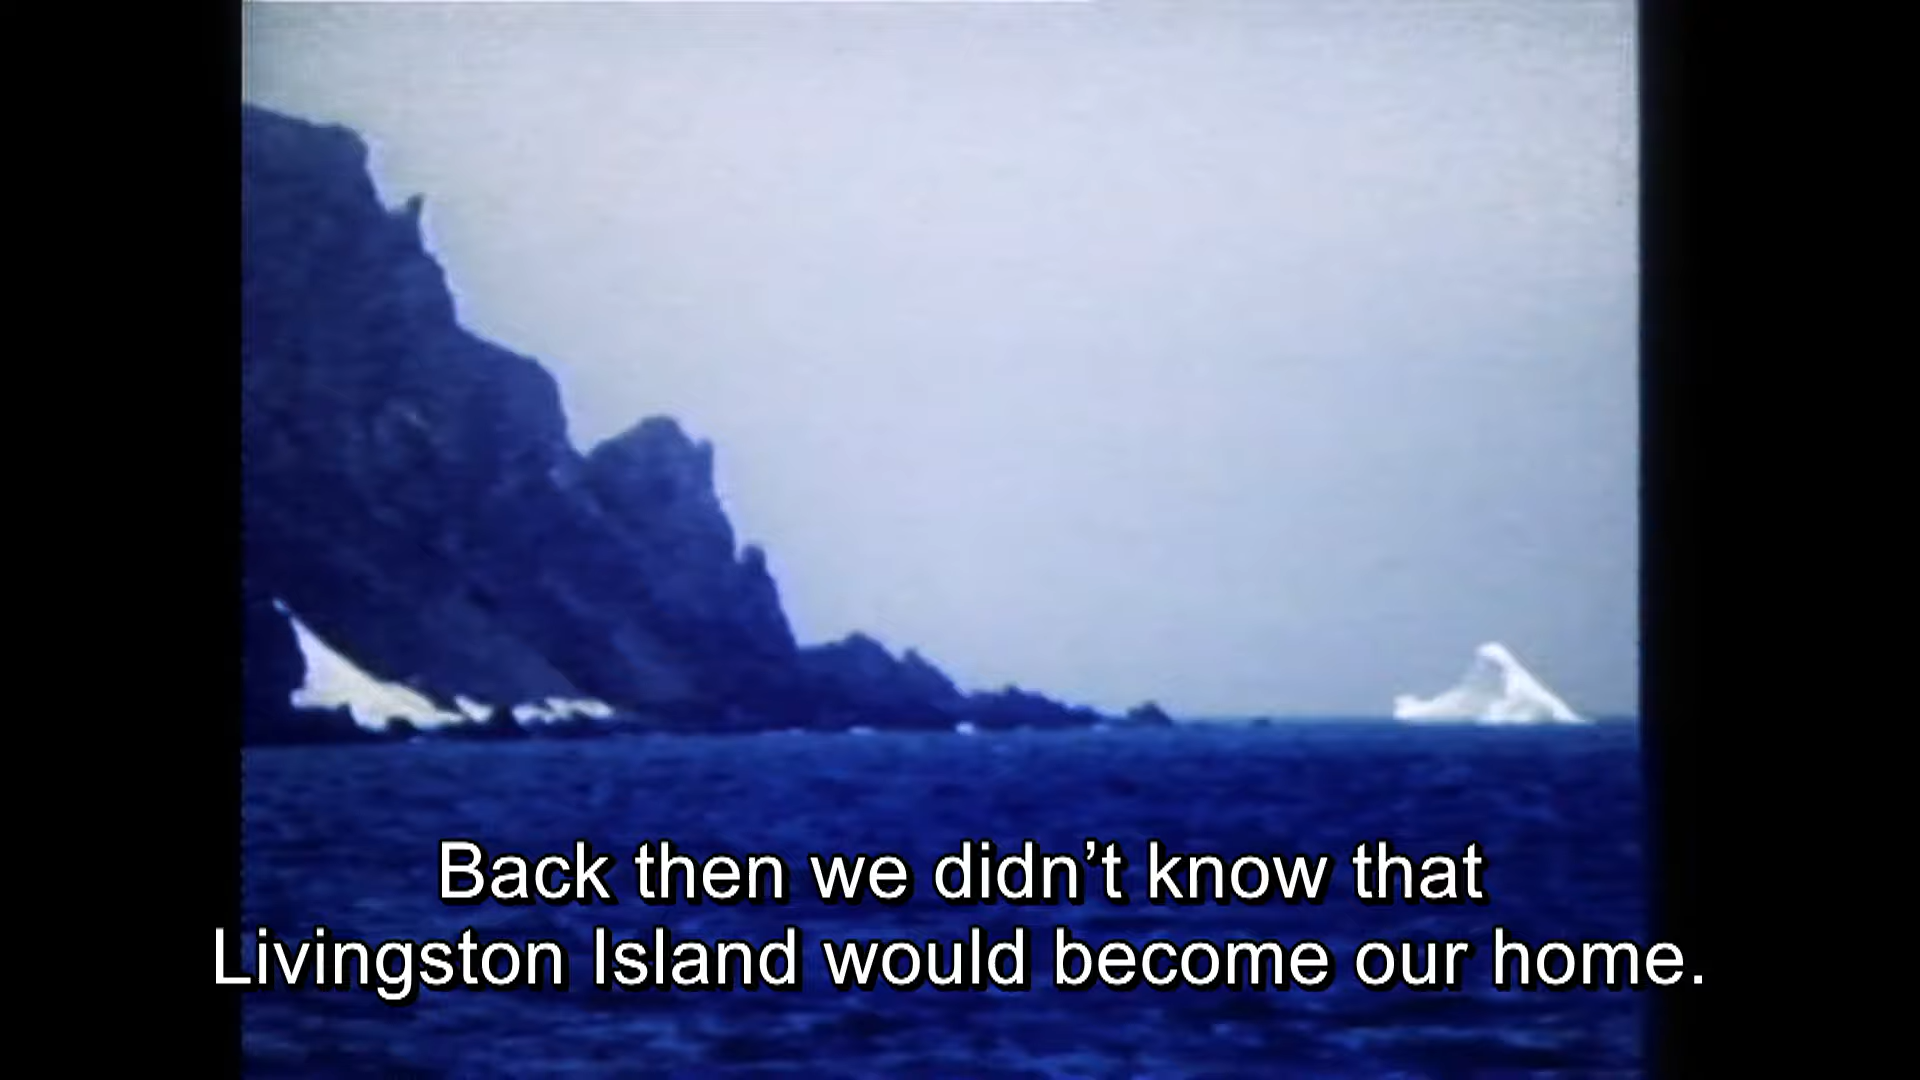 Back then we didn’t know that
Livingston Island would become our home.